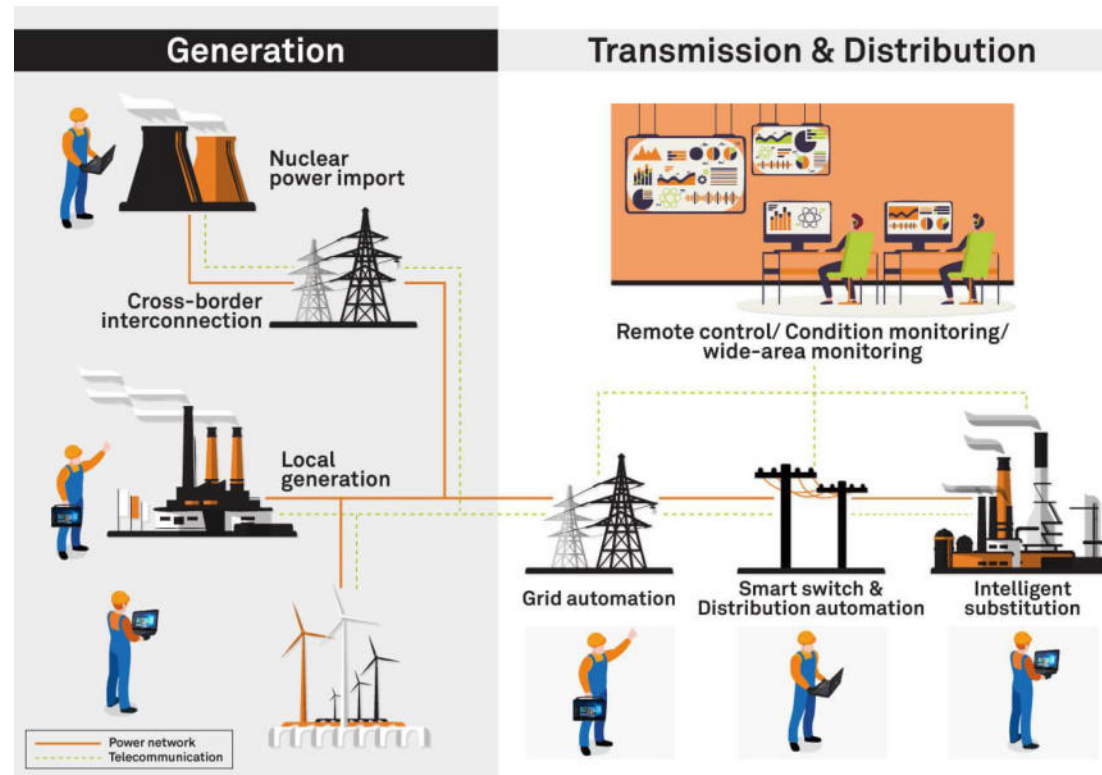 Generation
Transmission & Distribution
Nuclear
power import
Cross-border
interconnection
Local
generation
Remote control/ Condition monitoring/
wide-area monitoring
Grid automation
Smart switch &
Distribution automation
Intelligent
substitution
Power network
Telecommunication